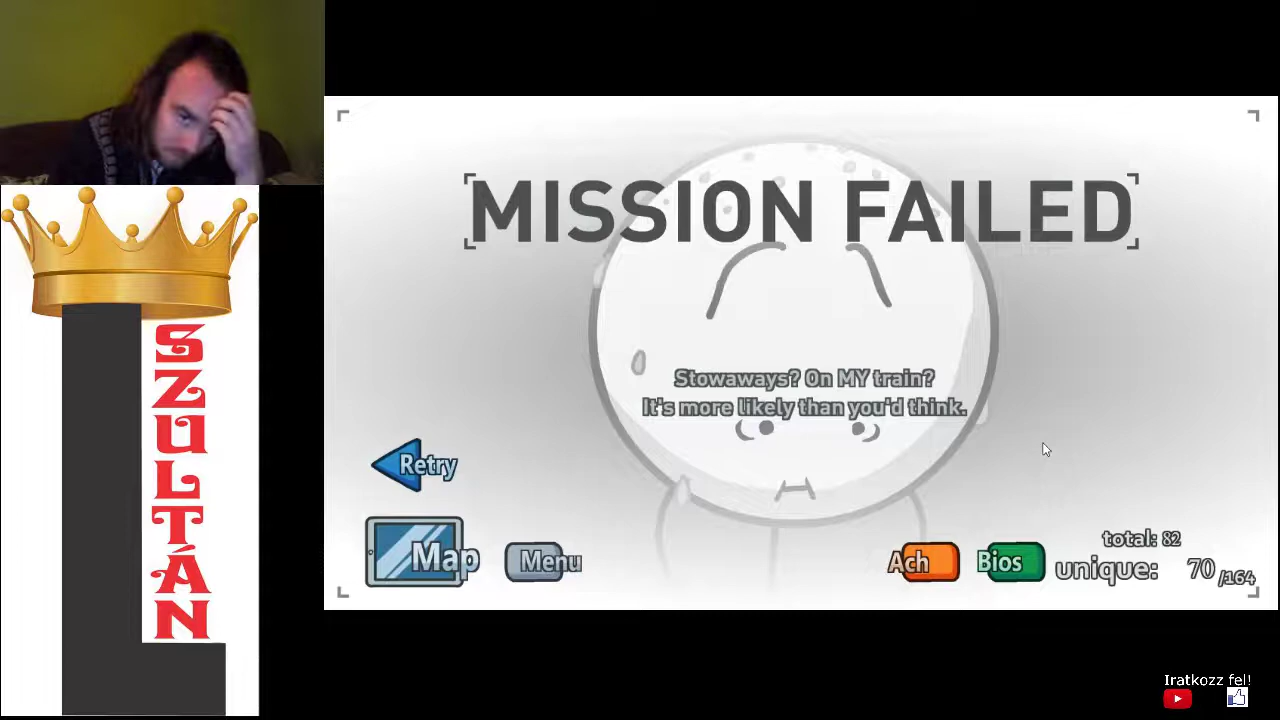 MISSION FAILED
Stowaways? On MY train?
It's more likely than you'd think.
Retry
Map
Menu
Ach
Bios
total: 82
unique: 70 /164
L
SZULTÁN
Iratkozz fel!